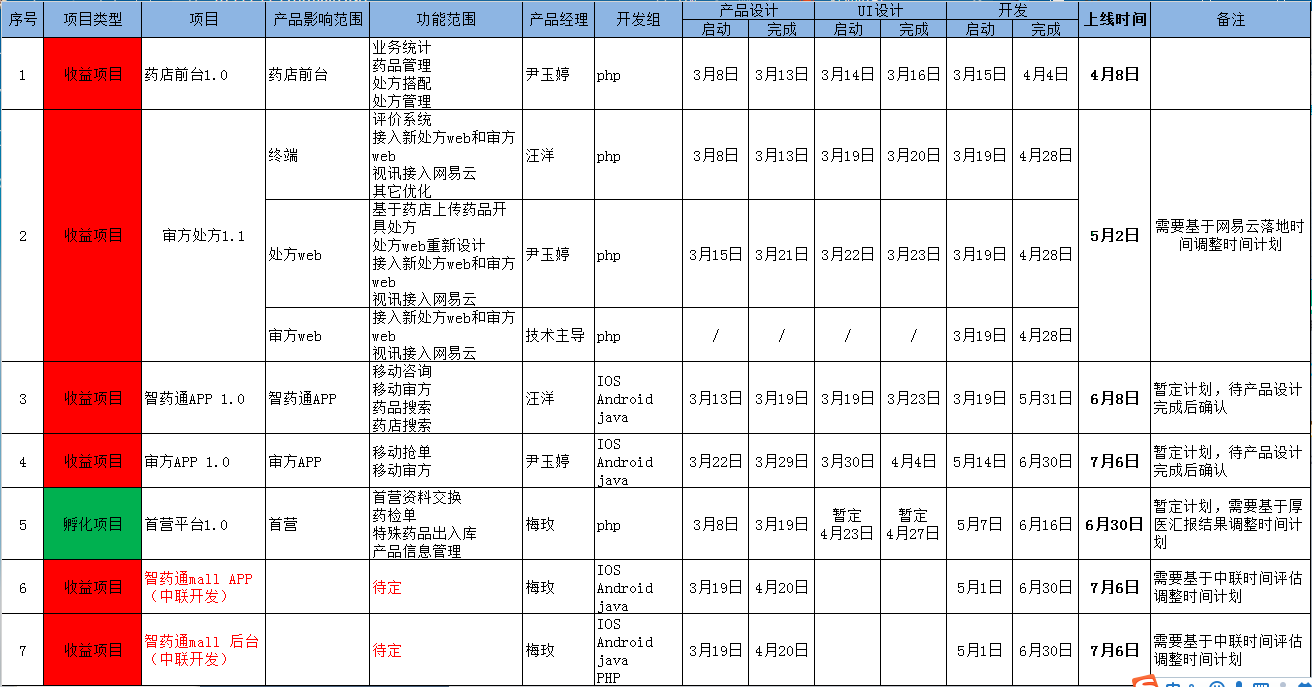 序号 项目类型 项目 产品影响范围 功能范围 产品经理 开发组 产品设计 UI设计 开发 上线时间 备注
启动 完成 启动 完成 启动 完成
1 收益项目 药店前台1.0 药店前台
业务统计
药品管理
处方搭配
处方管理
尹玉婷 php 3月8日 3月13日 3月14日 3月16日 3月15日 4月4日 4月8日
2 收益项目 审方处方1.1
终端
评价系统
接入新处方web和审方
web
视讯接入网易云
其它优化
汪洋 php 3月8日 3月13日 3月19日 3月20日 3月19日 4月28日
处方web
基于药店上传药品开
具处方
处方web重新设计
接入新处方web和审方
web
视讯接入网易云
尹玉婷 php 3月15日 3月21日 3月22日 3月23日 3月19日 4月28日
审方web
接入新处方web和审方
web
视讯接入网易云
技术主导 php / / / / 3月19日 4月28日
5月2日
需要基于网易云落地时
间调整时间计划
3 收益项目 智药通APP 1.0 智药通APP
移动咨询
移动审方
药品搜索
药店搜索
汪洋
IOS
Android
java
3月13日 3月19日 3月19日 3月23日 3月19日 5月31日 6月8日
暂定计划，待产品设计
完成后确认
4 收益项目 审方APP 1.0 审方APP
移动抢单
移动审方
尹玉婷
IOS
Android
java
3月22日 3月29日 3月30日 4月4日 5月14日 6月30日 7月6日
暂定计划，待产品设计
完成后确认
5 孵化项目 首营平台1.0 首营
首营资料交换
药检单
特殊药品出入库
产品信息管理
梅玫 php 3月8日 3月19日
暂定
4月23日
暂定
4月27日
5月7日 6月16日 6月30日
暂定计划，需要基于厚
医汇报结果调整时间计
划
6 收益项目
智药通mall APP
（中联开发）
待定 梅玫
IOS
Android
java
3月19日 4月20日 5月1日 6月30日 7月6日
需要基于中联时间评估
调整时间计划
7 收益项目
智药通mall 后台
（中联开发）
待定 梅玫
IOS
Android
java
PHP
3月19日 4月20日 5月1日 6月30日 7月6日
需要基于中联时间评估
调整时间计划